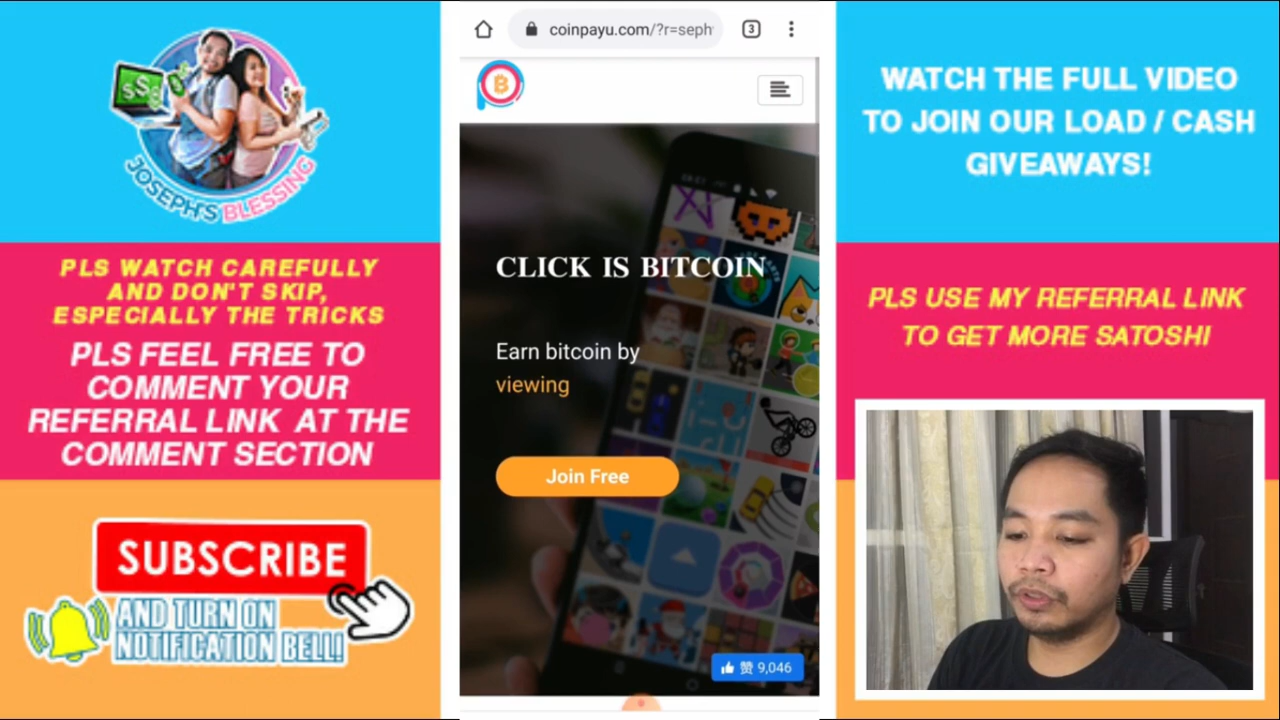 JOSEPH'S BLESSING
PLS WATCH CAREFULLY
AND DON'T SKIP,
ESPECIALLY THE TRICKS
PLS FEEL FREE TO
COMMENT YOUR
REFERRAL LINK AT THE
COMMENT SECTION
SUBSCRIBE
AND TURN ON
NOTIFICATION BELL!
coinpayu.com/?r=seph
3
CLICK IS BITCOIN
Earn bitcoin by
viewing
Join Free
赞 9,046
WATCH THE FULL VIDEO
TO JOIN OUR LOAD / CASH
GIVEAWAYS!
PLS USE MY REFERRAL LINK
TO GET MORE SATOSHI